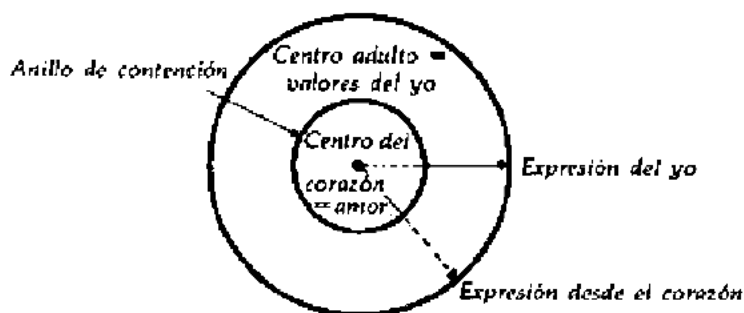 Centro adulto =
Anillo de contención
valores del yo
Centro del
Expresión del yo
corazón
= amor
Expresión desde el corazón